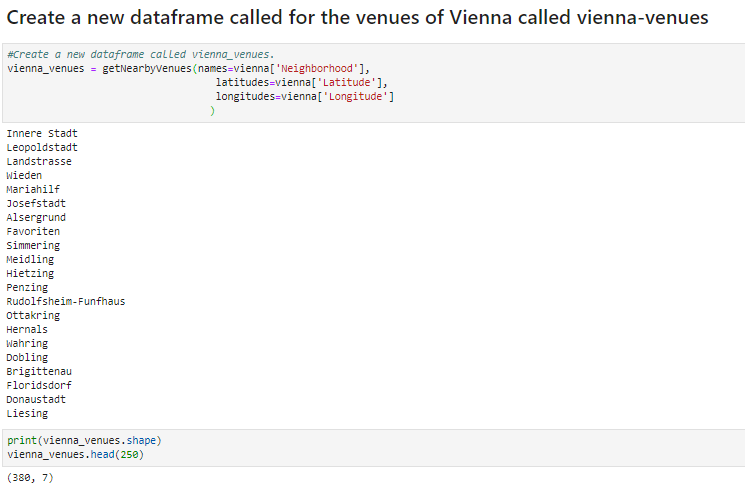 Create a new dataframe called for the venues of Vienna called vienna-venues
#Create a new dataframe called vienna_venues.
vienna_venues = getNearbyVenues(names=vienna['Neighborhood'],
latitudes=vienna['Latitude'],
longitudes=vienna['Longitude']
)
Innere Stadt
Leopoldstadt
Landstrasse
Wieden
Mariahilf
Josefstadt
Alsergrund
Favoriten
Simmering
Meidling
Hietzing
Penzing
Rudolfsheim-Funfhaus
Ottakring
Hernals
Wahring
Dobling
Brigittenau
Floridsdorf
Donaustadt
Liesing
print(vienna_venues.shape)
vienna_venues.head(250)
(380, 7)